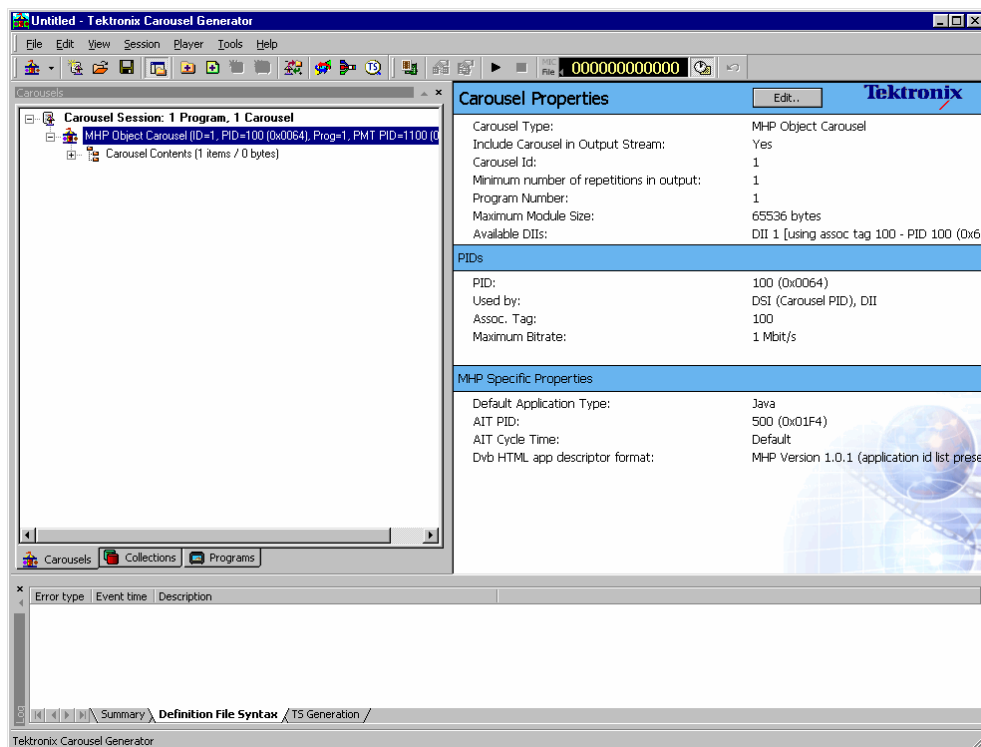 Untitled - Tektronix Carousel Generator
File Edit View Session Player Tools Help
TS MIC File 000000000000
Carousels
Carousel Session: 1 Program, 1 Carousel
MHP Object Carousel (ID=1, PID=100 (0x0064), Prog=1, PMT PID=1100 (0
Carousel Contents (1 items / 0 bytes)
Carousels Collections Programs
Carousel Properties Edit.. Tektronix
Carousel Type: MHP Object Carousel
Include Carousel in Output Stream: Yes
Carousel Id: 1
Minimum number of repetitions in output: 1
Program Number: 1
Maximum Module Size: 65536 bytes
Available DIIs: DII 1 [using assoc tag 100 - PID 100 (0x6
PIDs
PID: 100 (0x0064)
Used by: DSI (Carousel PID), DII
Assoc. Tag: 100
Maximum Bitrate: 1 Mbit/s
MHP Specific Properties
Default Application Type: Java
AIT PID: 500 (0x01F4)
AIT Cycle Time: Default
Dvb HTML app descriptor format: MHP Version 1.0.1 (application id list prese
Error type Event time Description
Log
Summary Definition File Syntax TS Generation
Tektronix Carousel Generator